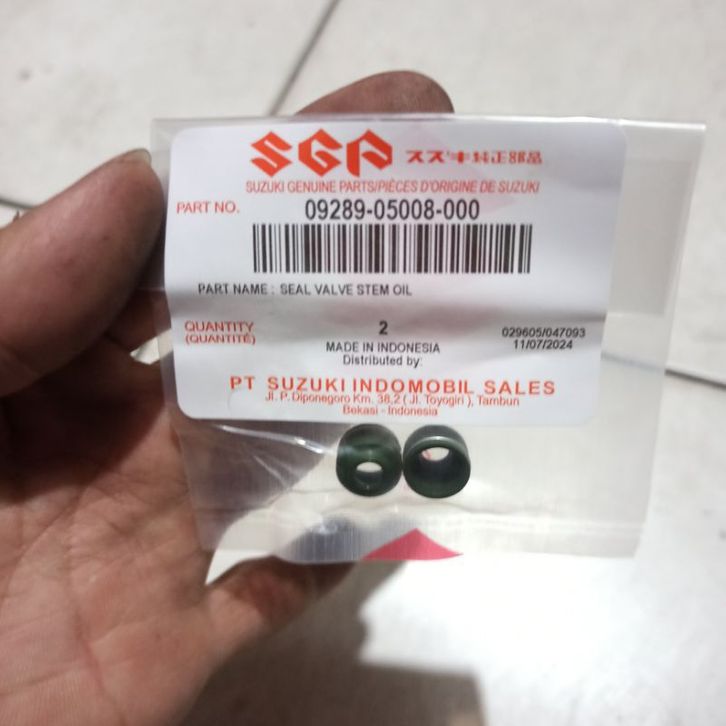 SGP スズキ純正部品
SUZUKI GENUINE PARTS/PIÈCES D'ORIGINE DE SUZUKI
PART NO. 09289-05008-000
PART NAME : SEAL VALVE STEM OIL
QUANTITY 2 029605/047093
(QUANTITÉ) MADE IN INDONESIA 11/07/2024
Distributed by:
PT SUZUKI INDOMOBIL SALES
Jl. P. Diponegoro Km. 38,2 ( Jl. Toyogiri ), Tambun
Bekasi - Indonesia